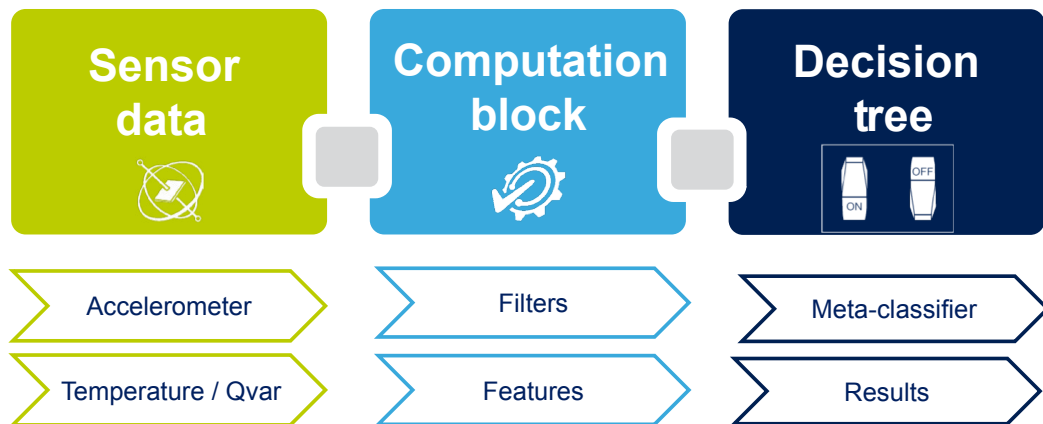 Sensor
data
Computation
block
Decision
tree
ON
OFF
Accelerometer
Filters
Meta-classifier
Temperature / Qvar
Features
Results